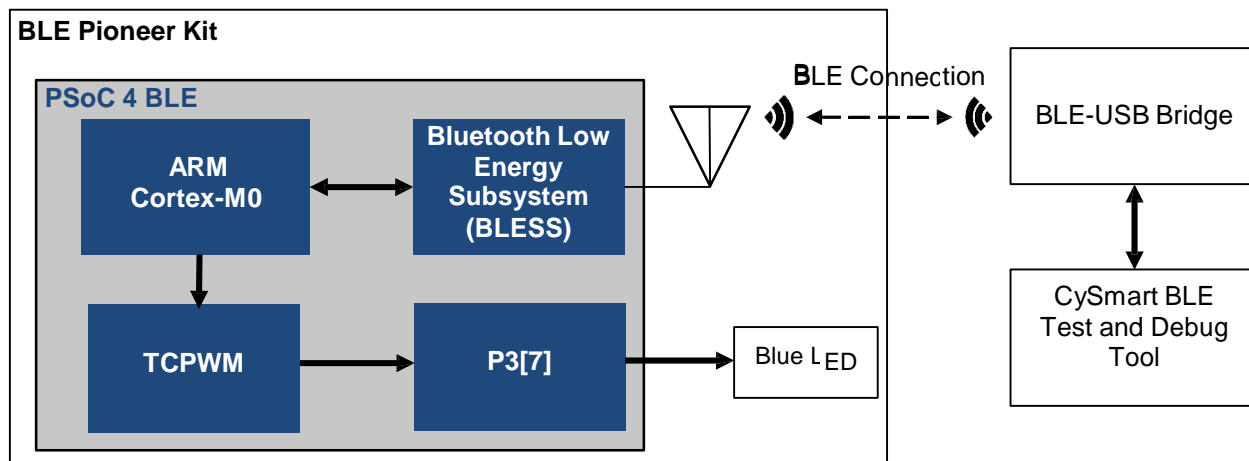 BLE Pioneer Kit
PSoC 4 BLE
ARM
Cortex-M0
Bluetooth Low
Energy
Subsystem
(BLESS)
BLE Connection
BLE-USB Bridge
TCPWM
P3[7]
Blue LED
CySmart BLE
Test and Debug
Tool